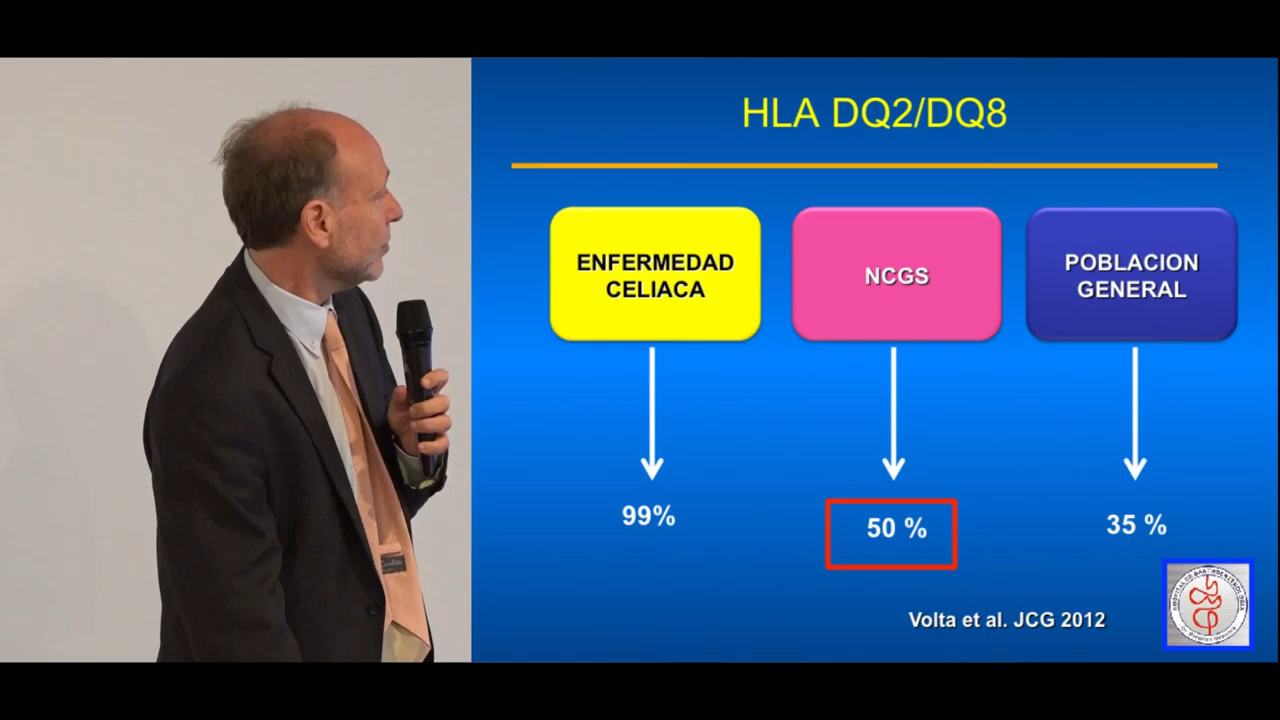 HLA DQ2/DQ8
ENFERMEDAD
CELIACA
NCGS
POBLACION
GENERAL
99%
50 %
35 %
Volta et al. JCG 2012